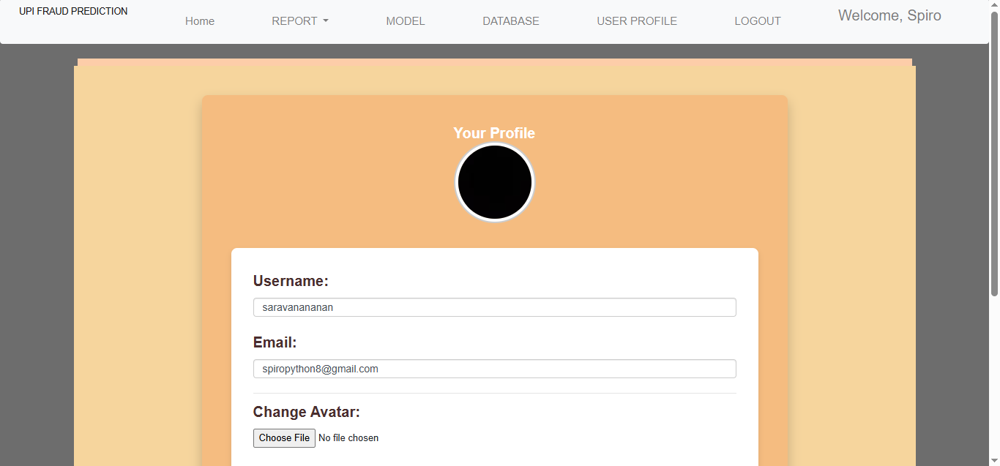 UPI FRAUD PREDICTION
Home REPORT MODEL DATABASE USER PROFILE LOGOUT Welcome, Spiro
Your Profile
Username:
saravanananan
Email:
spiropython8@gmail.com
Change Avatar:
Choose File No file chosen